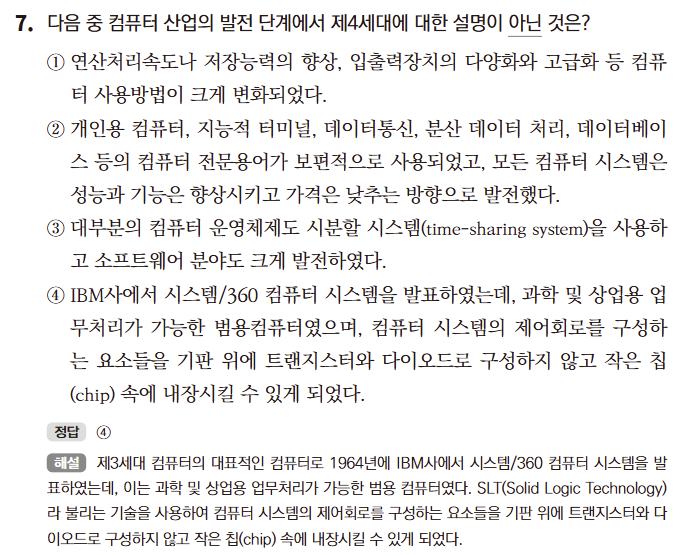 7. 다음 중 컴퓨터 산업의 발전 단계에서 제4세대에 대한 설명이 아닌 것은?
① 연산처리속도나 저장능력의 향상, 입출력장치의 다양화와 고급화 등 컴퓨
터 사용방법이 크게 변화되었다.
② 개인용 컴퓨터, 지능적 터미널, 데이터통신, 분산 데이터 처리, 데이터베이
스 등의 컴퓨터 전문용어가 보편적으로 사용되었고, 모든 컴퓨터 시스템은
성능과 기능은 향상시키고 가격은 낮추는 방향으로 발전했다.
③ 대부분의 컴퓨터 운영체제도 시분할 시스템(time-sharing system)을 사용하
고 소프트웨어 분야도 크게 발전하였다.
④ IBM사에서 시스템/360 컴퓨터 시스템을 발표하였는데, 과학 및 상업용 업
무처리가 가능한 범용컴퓨터였으며, 컴퓨터 시스템의 제어회로를 구성하
는 요소들을 기판 위에 트랜지스터와 다이오드로 구성하지 않고 작은 칩
(chip) 속에 내장시킬 수 있게 되었다.
정답 ④
해설 제3세대 컴퓨터의 대표적인 컴퓨터로 1964년에 IBM사에서 시스템/360 컴퓨터 시스템을 발
표하였는데, 이는 과학 및 상업용 업무처리가 가능한 범용 컴퓨터였다. SLT(Solid Logic Technology)
라 불리는 기술을 사용하여 컴퓨터 시스템의 제어회로를 구성하는 요소들을 기판 위에 트랜지스터와 다
이오드로 구성하지 않고 작은 칩(chip) 속에 내장시킬 수 있게 되었다.